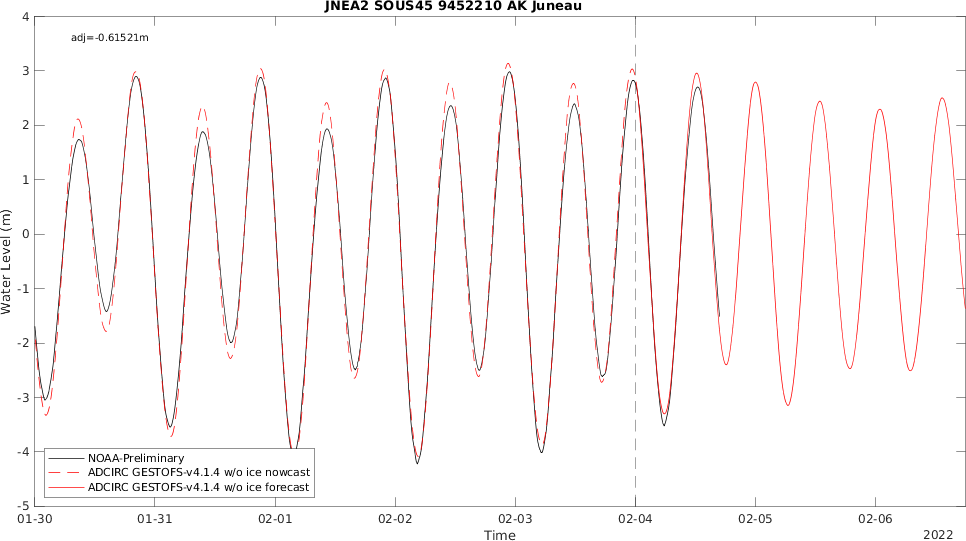 JNEA2 SOUS45 9452210 AK Juneau
adj=-0.61521m
4
3
2
1
0
-1
-2
-3
-4
-5
Water Level (m)
NOAA-Preliminary
ADCIRC GESTOFS-v4.1.4 w/o ice nowcast
ADCIRC GESTOFS-v4.1.4 w/o ice forecast
01-30 01-31 02-01 02-02 02-03 02-04 02-05 02-06
Time
2022